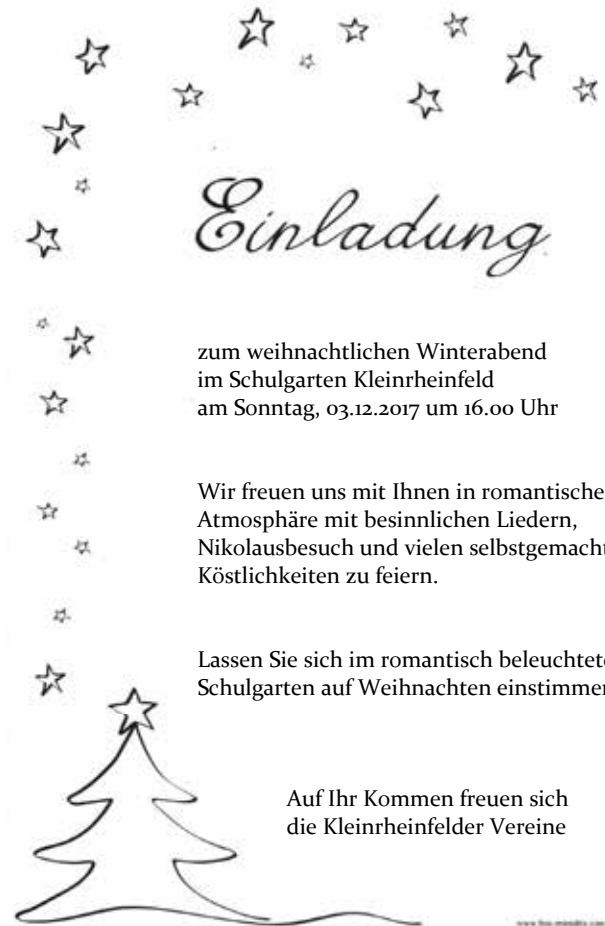 Einladung
zum weihnachtlichen Winterabend
im Schulgarten Kleinrheinfeld
am Sonntag, 03.12.2017 um 16.00 Uhr
Wir freuen uns mit Ihnen in romantische
Atmosphäre mit besinnlichen Liedern,
Nikolausbesuch und vielen selbstgemacht
Köstlichkeiten zu feiern.
Lassen Sie sich im romantisch beleuchtete
Schulgarten auf Weihnachten einstimmen
Auf Ihr Kommen freuen sich
die Kleinrheinfelder Vereine